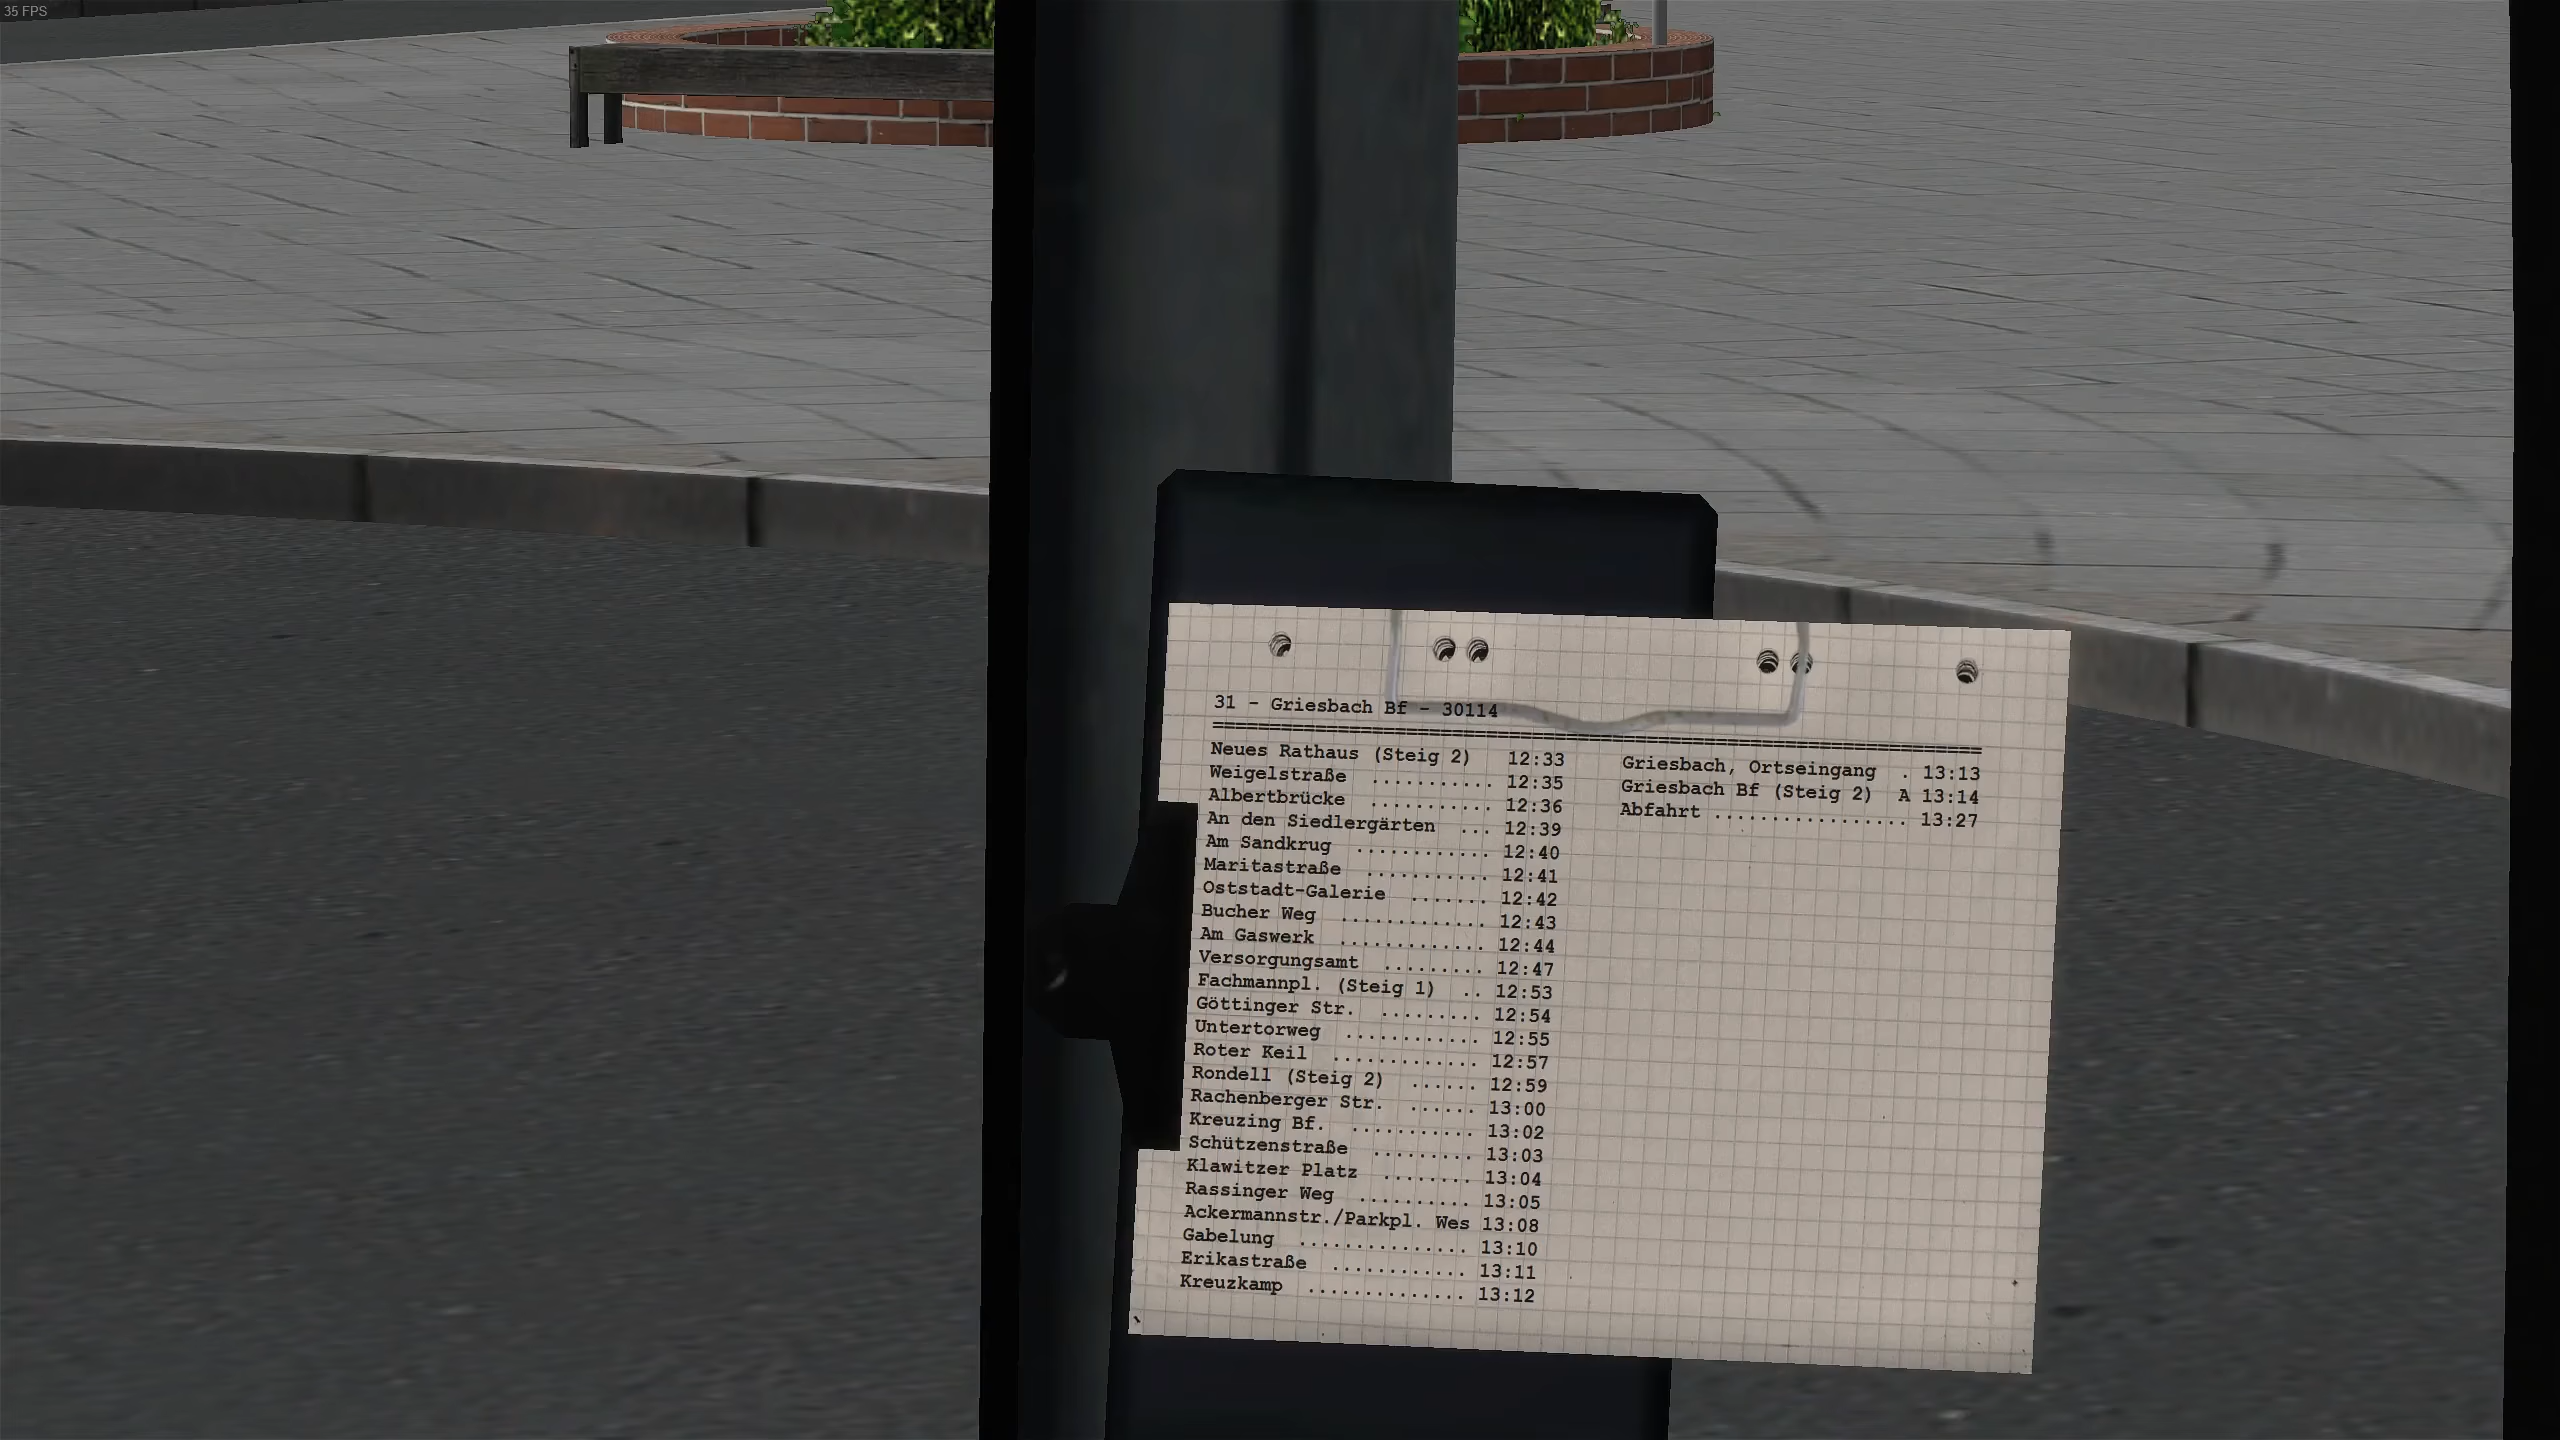 35 FPS
31 - Griesbach Bf - 30114
================================================================
Neues Rathaus (Steig 2) 12:33
Weigelstraße ........... 12:35
Albertbrücke ........... 12:36
An den Siedlergärten ... 12:39
Am Sandkrug ............ 12:40
Maritastraße ........... 12:41
Oststadt-Galerie ....... 12:42
Bucher Weg ............. 12:43
Am Gaswerk ............. 12:44
Versorgungsamt ......... 12:47
Fachmannpl. (Steig 1) .. 12:53
Göttinger Str. ......... 12:54
Untertorweg ............ 12:55
Roter Keil ............. 12:57
Rondell (Steig 2) ...... 12:59
Rachenberger Str. ...... 13:00
Kreuzing Bf. ........... 13:02
Schützenstraße ......... 13:03
Klawitzer Platz ........ 13:04
Rassinger Weg .......... 13:05
Ackermannstr./Parkpl. Wes 13:08
Gabelung ............... 13:10
Erikastraße ............ 13:11
Kreuzkamp .............. 13:12
Griesbach, Ortseingang . 13:13
Griesbach Bf (Steig 2) A 13:14
Abfahrt ................. 13:27